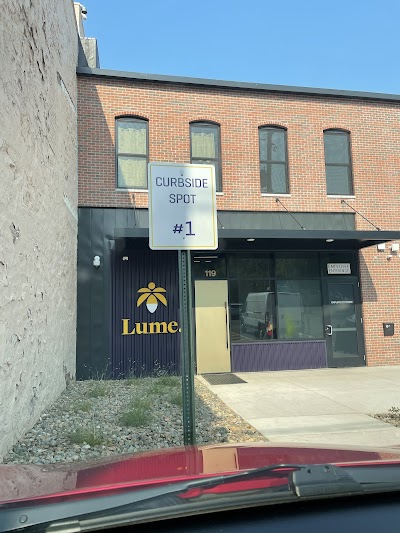 CURBSIDE
SPOT
#1
119
Lume.